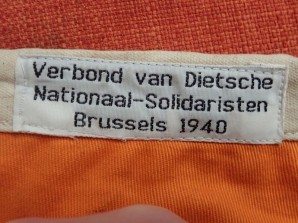 Verbond van Dietsche
Nationaal-Solidaristen
Brussels 1940